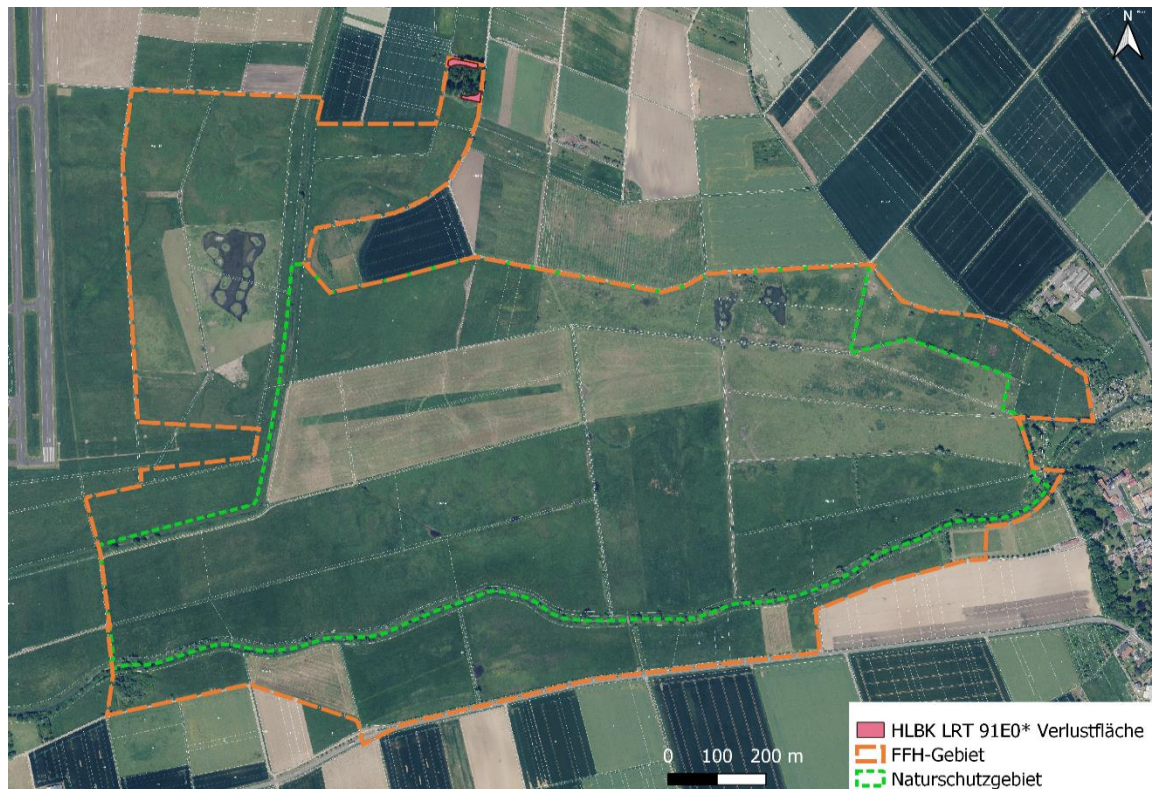 N
HLBK LRT 91E0* Verlustfläche
FFH-Gebiet
Naturschutzgebiet
0 100 200 m